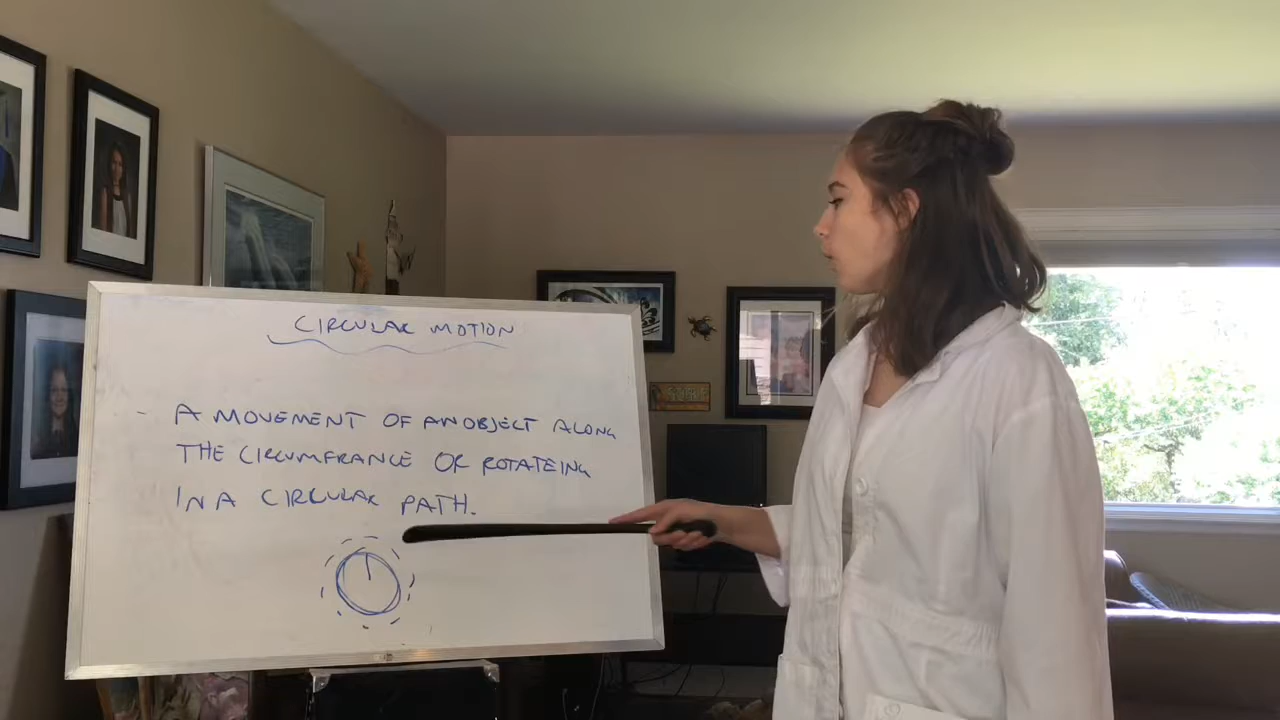 CIRCULAR MOTION
- A MOVEMENT OF AN OBJECT ALONG
THE CIRCUMFRANCE OR ROTATEING
IN A CIRCULAR PATH.